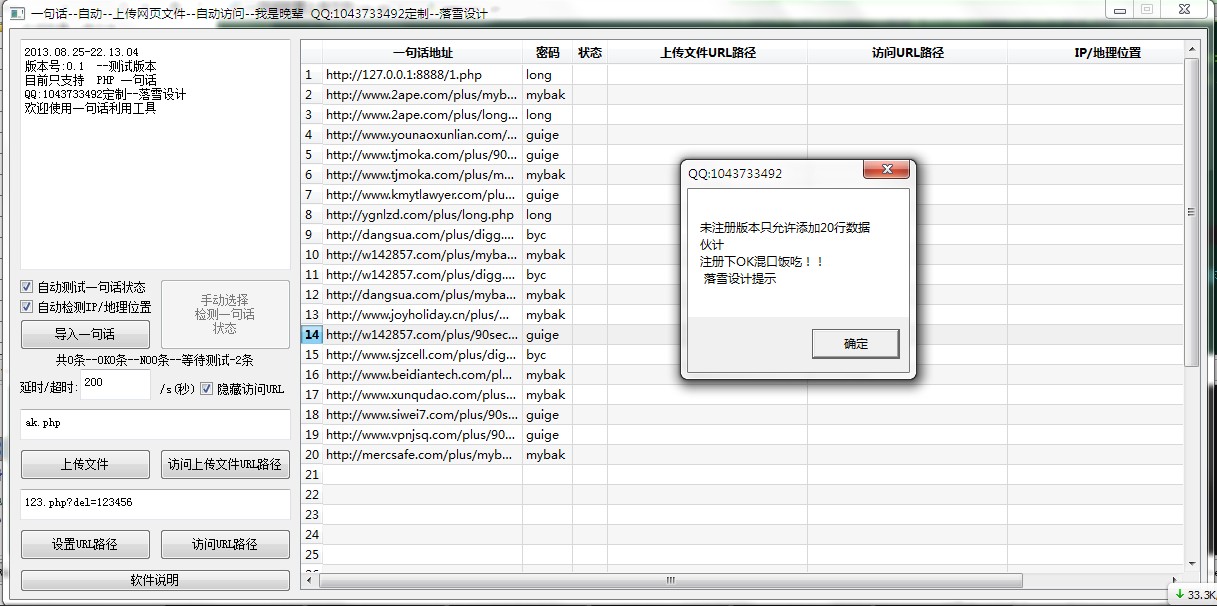 一句话--自动--上传网页文件--自动访问--我是晚辈 QQ:1043733492定制--落雪设计
2013.08.25-22.13.04
版本号:0.1 --测试版本
目前只支持 PHP 一句话
QQ:1043733492定制--落雪设计
欢迎使用一句话利用工具
自动测试一句话状态
自动检测IP/地理位置
手动选择
检测一句话
状态
导入一句话
共0条--OK0条--NO0条--等待测试-2条
延时/超时: 200 /s(秒) 隐藏访问URL
ak.php
上传文件 访问上传文件URL路径
123.php?del=123456
设置URL路径 访问URL路径
软件说明
一句话地址 密码 状态 上传文件URL路径 访问URL路径 IP/地理位置
1 http://127.0.0.1:8888/1.php long
2 http://www.2ape.com/plus/myb... mybak
3 http://www.2ape.com/plus/long... long
4 http://www.younaoxunlian.com/... guige
5 http://www.tjmoka.com/plus/90... guige
6 http://www.tjmoka.com/plus/m... mybak
7 http://www.kmytlawyer.com/plu... guige
8 http://ygnlzd.com/plus/long.php long
9 http://dangsua.com/plus/digg.... byc
10 http://w142857.com/plus/myba... mybak
11 http://w142857.com/plus/digg.... byc
12 http://dangsua.com/plus/myba... mybak
13 http://www.joyholiday.cn/plus/... mybak
14 http://w142857.com/plus/90sec... guige
15 http://www.sjzcell.com/plus/dig... byc
16 http://www.beidiantech.com/pl... mybak
17 http://www.xunqudao.com/plus... mybak
18 http://www.siwei7.com/plus/90s... guige
19 http://www.vpnjsq.com/plus/90... guige
20 http://mercsafe.com/plus/myb... mybak
21
22
23
24
25
QQ:1043733492
未注册版本只允许添加20行数据
伙计
注册下OK混口饭吃！！
落雪设计提示
确定
33.3K